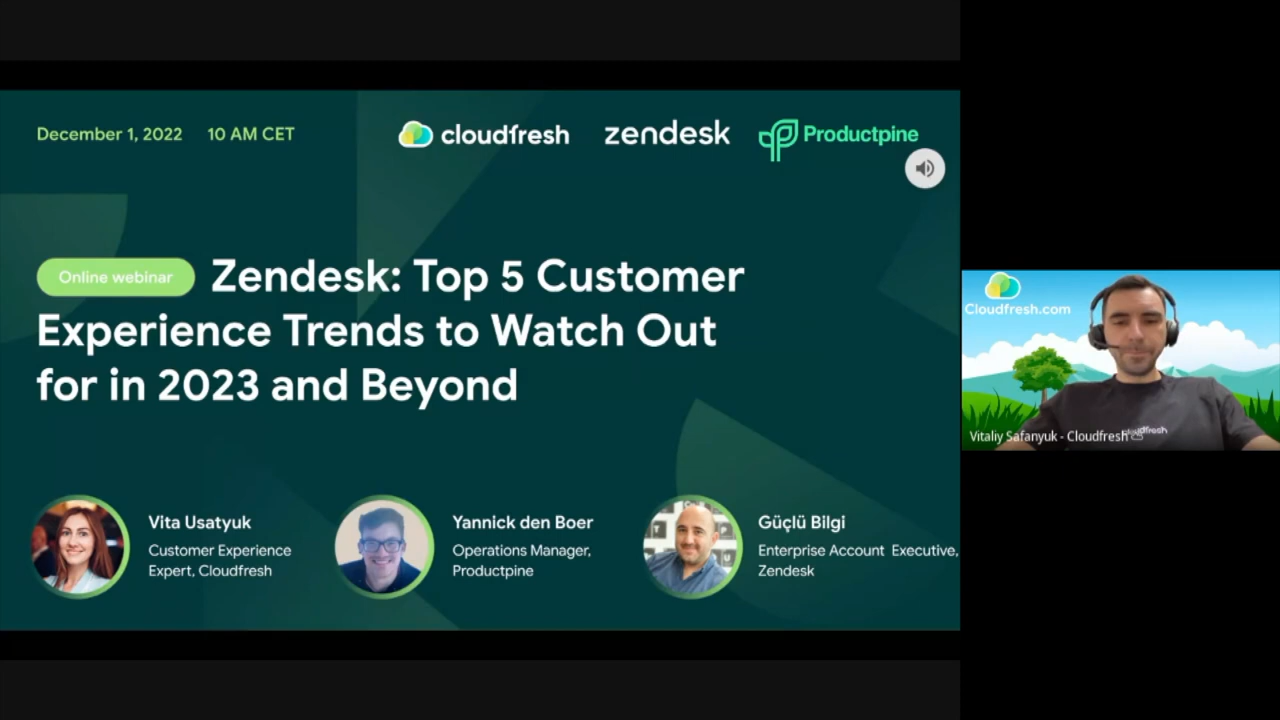 December 1, 2022 10 AM CET
cloudfresh
zendesk
Productpine
Online webinar
Zendesk: Top 5 Customer
Experience Trends to Watch Out
for in 2023 and Beyond
Vita Usatyuk
Customer Experience
Expert, Cloudfresh
Yannick den Boer
Operations Manager,
Productpine
Güçlü Bilgi
Enterprise Account Executive,
Zendesk
Cloudfresh.com
cloudfresh
Vitaliy Safanyuk - Cloudfresh